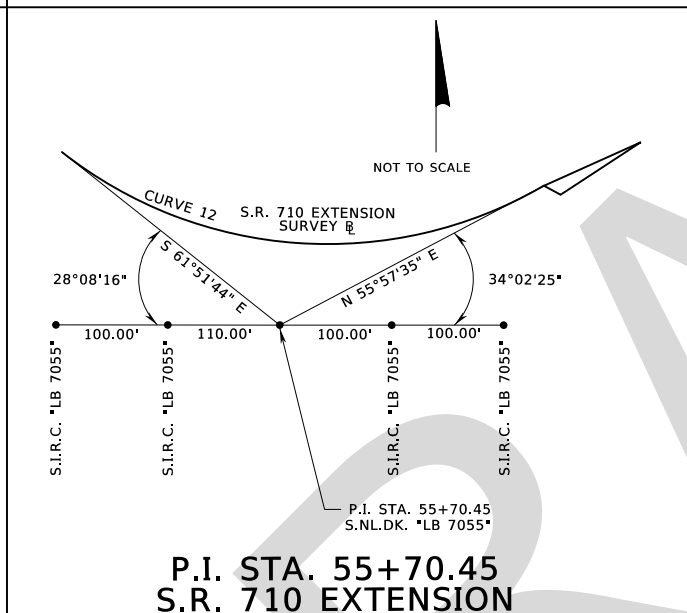 NOT TO SCALE
CURVE 12
S.R. 710 EXTENSION
SURVEY BL
S 61°51'44" E
N 55°57'35" E
28°08'16"
34°02'25"
100.00'
110.00'
100.00'
100.00'
S.I.R.C. "LB 7055"
S.I.R.C. "LB 7055"
S.I.R.C. "LB 7055"
S.I.R.C. "LB 7055"
P.I. STA. 55+70.45
S.NL.DK. "LB 7055"
P.I. STA. 55+70.45
S.R. 710 EXTENSION